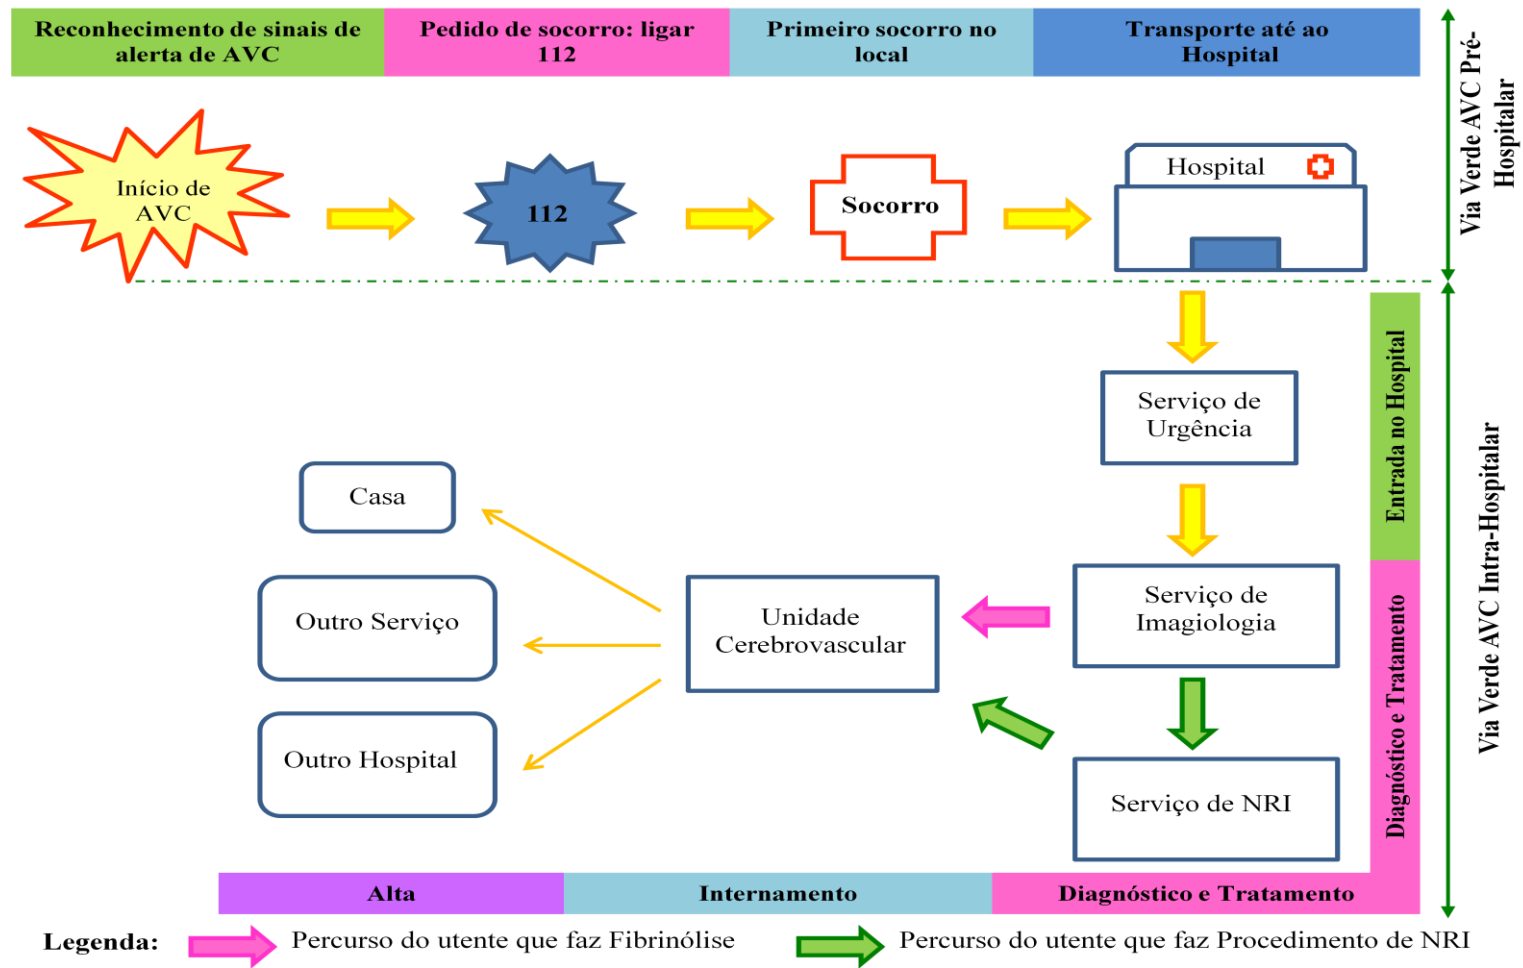 Reconhecimento de sinais de
alerta de AVC
Pedido de socorro: ligar
112
Primeiro socorro no
local
Transporte até ao
Hospital
Via Verde AVC Pré-
Hospitalar
Início de
AVC
112
Socorro
Hospital
Serviço de
Urgência
Entrada no Hospital
Via Verde AVC Intra-Hospitalar
Casa
Outro Serviço
Outro Hospital
Unidade
Cerebrovascular
Serviço de
Imagiologia
Serviço de NRI
Diagnóstico e Tratamento
Alta
Internamento
Diagnóstico e Tratamento
Legenda:
Percurso do utente que faz Fibrinólise
Percurso do utente que faz Procedimento de NRI